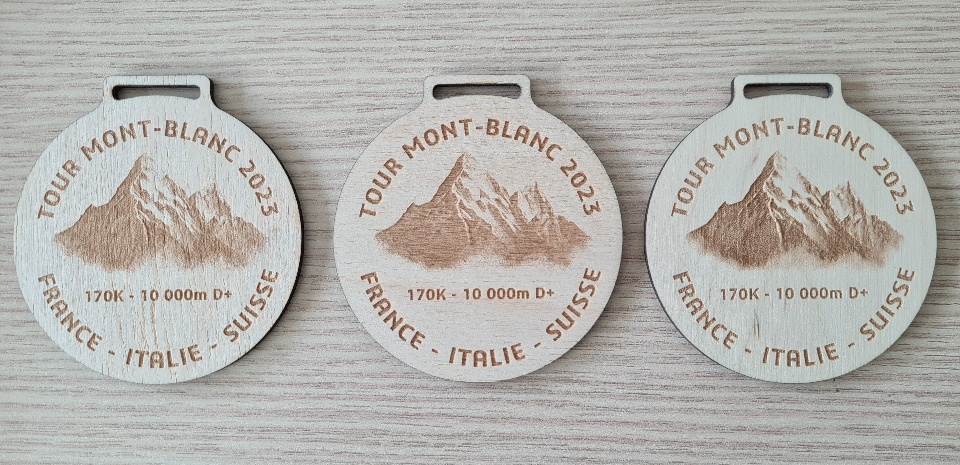 TOUR MONT-BLANC 2023
170K - 10 000m D+
FRANCE - ITALIE - SUISSE
TOUR MONT-BLANC 2023
170K - 10 000m D+
FRANCE - ITALIE - SUISSE
TOUR MONT-BLANC 2023
170K - 10 000m D+
FRANCE - ITALIE - SUISSE